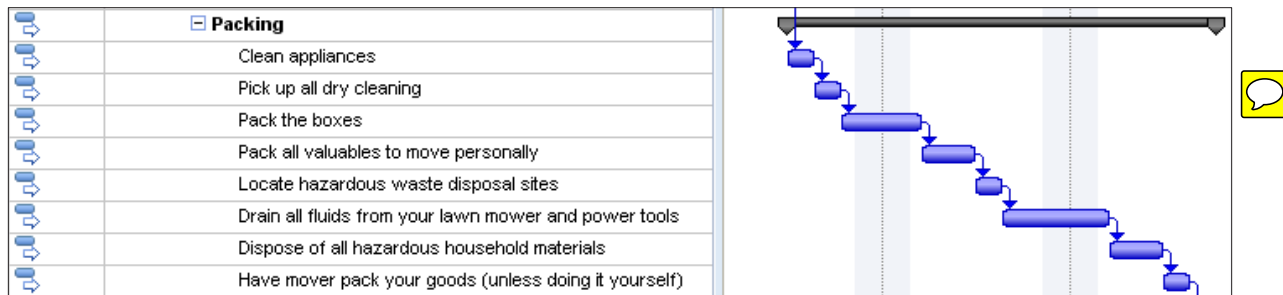 Packing
Clean appliances
Pick up all dry cleaning
Pack the boxes
Pack all valuables to move personally
Locate hazardous waste disposal sites
Drain all fluids from your lawn mower and power tools
Dispose of all hazardous household materials
Have mover pack your goods (unless doing it yourself)